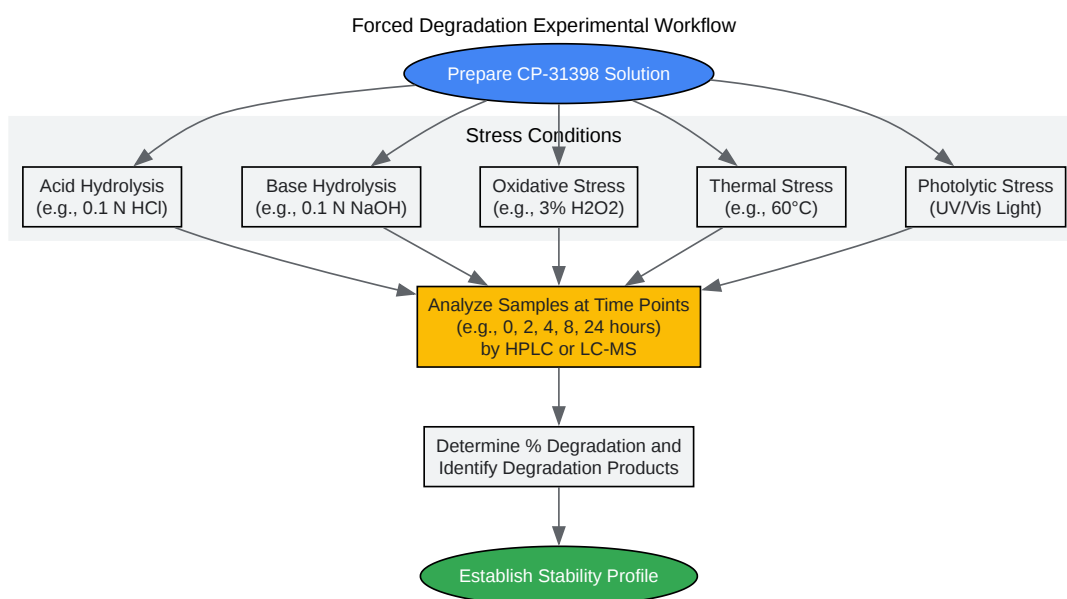 Forced Degradation Experimental Workflow
Prepare CP-31398 Solution
Stress Conditions
Acid Hydrolysis
(e.g., 0.1 N HCl)
Base Hydrolysis
(e.g., 0.1 N NaOH)
Oxidative Stress
(e.g., 3% H2O2)
Thermal Stress
(e.g., 60°C)
Photolytic Stress
(UV/Vis Light)
Analyze Samples at Time Points
(e.g., 0, 2, 4, 8, 24 hours)
by HPLC or LC-MS
Determine % Degradation and
Identify Degradation Products
Establish Stability Profile